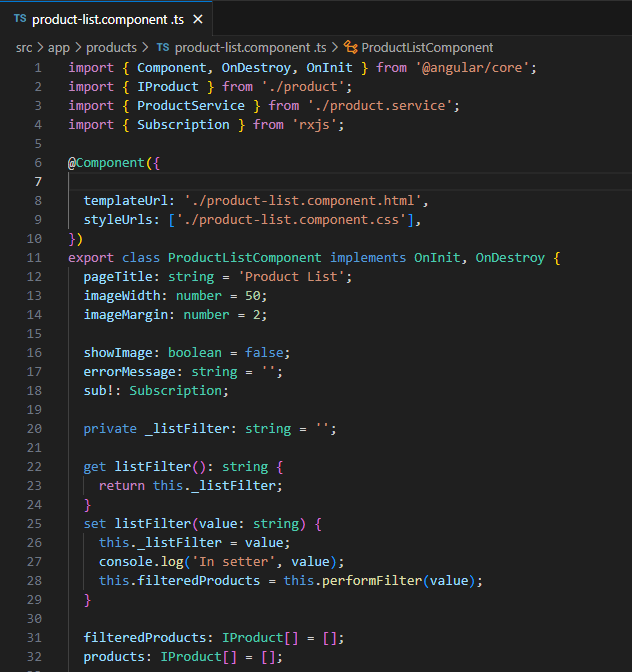 TS product-list.component .ts ×
src > app > products > TS product-list.component .ts > ProductListComponent
1 import { Component, OnDestroy, OnInit } from '@angular/core';
2 import { IProduct } from './product';
3 import { ProductService } from './product.service';
4 import { Subscription } from 'rxjs';
5
6 @Component({
7
8   templateUrl: './product-list.component.html',
9   styleUrls: ['./product-list.component.css'],
10 })
11 export class ProductListComponent implements OnInit, OnDestroy {
12   pageTitle: string = 'Product List';
13   imageWidth: number = 50;
14   imageMargin: number = 2;
15
16   showImage: boolean = false;
17   errorMessage: string = '';
18   sub!: Subscription;
19
20   private _listFilter: string = '';
21
22   get listFilter(): string {
23     return this._listFilter;
24   }
25   set listFilter(value: string) {
26     this._listFilter = value;
27     console.log('In setter', value);
28     this.filteredProducts = this.performFilter(value);
29   }
30
31   filteredProducts: IProduct[] = [];
32   products: IProduct[] = [];